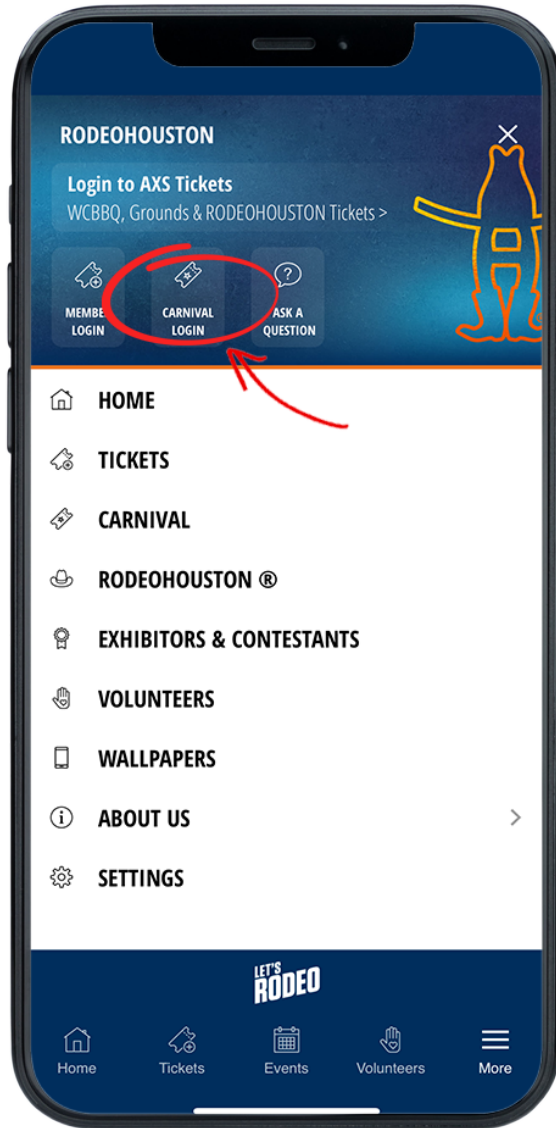 RODEOHOUSTON
Login to AXS Tickets
WCBBQ, Grounds & RODEOHOUSTON Tickets >
MEMBE
LOGIN
CARNIVAL
LOGIN
ASK A
QUESTION
HOME
TICKETS
CARNIVAL
RODEOHOUSTON ®
EXHIBITORS & CONTESTANTS
VOLUNTEERS
WALLPAPERS
ABOUT US
SETTINGS
LET'S
RODEO
Home
Tickets
Events
Volunteers
More